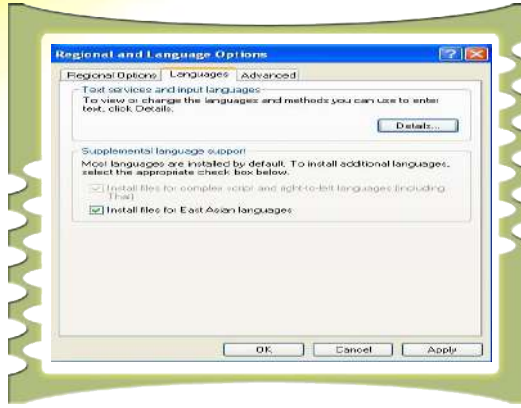 Regional and Language Options
Regional Options Languages Advanced
Text services and input languages
To view or change the languages and methods you can use to enter
text, click Details.
Details...
Supplemental language support
Most languages are installed by default. To install additional languages,
select the appropriate check box below.
Install files for complex script and right-to-left languages (including
Thai)
Install files for East Asian languages
OK Cancel Apply